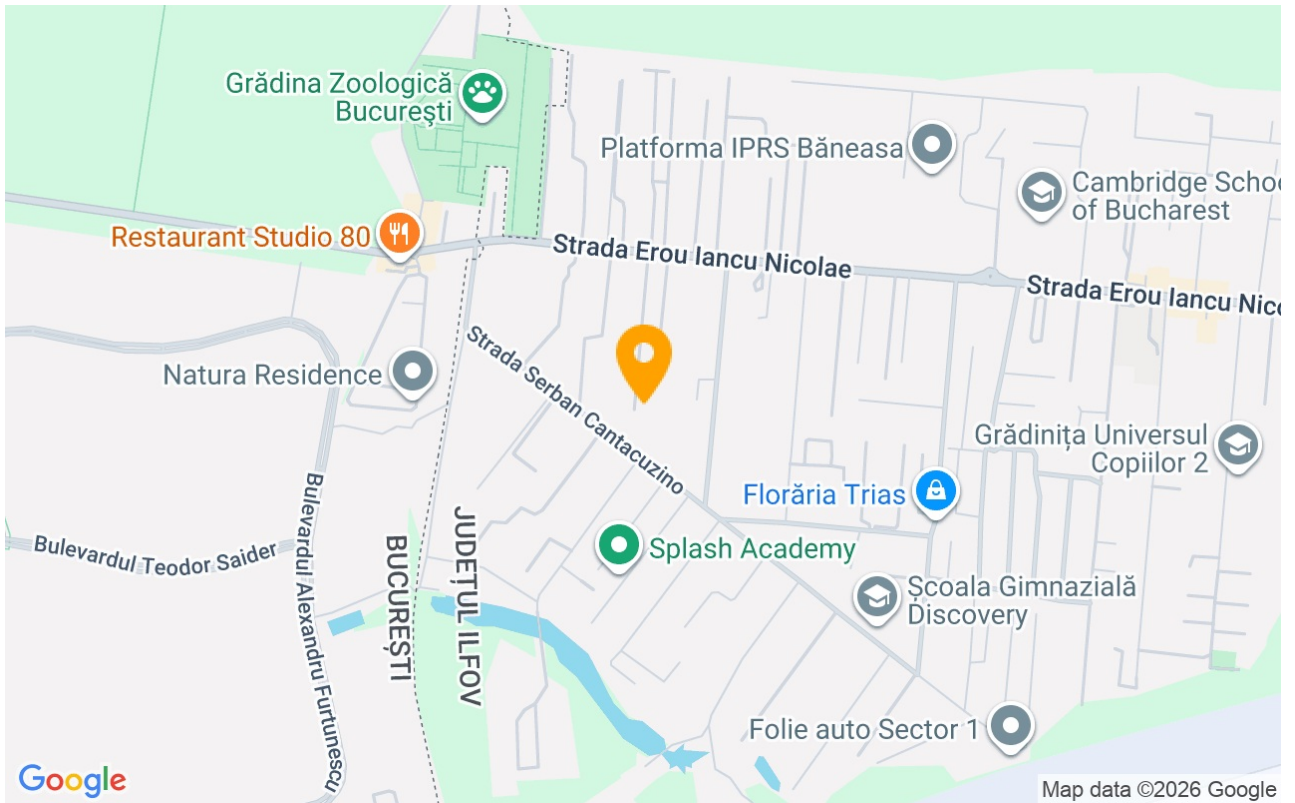 Grădina Zoologică
Bucureşti
Platforma IPRS Băneasa
Cambridge Schoo
of Bucharest
Restaurant Studio 80
Strada Erou Iancu Nicolae
Strada Erou Iancu Nico
Strada Serban Cantacuzino
Natura Residence
Grădinița Universul
Copiilor 2
Florăria Trias
Bulevardul Teodor Saider
Bulevardul Alexandru Furtunescu
BUCUREȘTI
JUDEȚUL ILFOV
Splash Academy
Școala Gimnazială
Discovery
Folie auto Sector 1
Google
Map data ©2026 Google